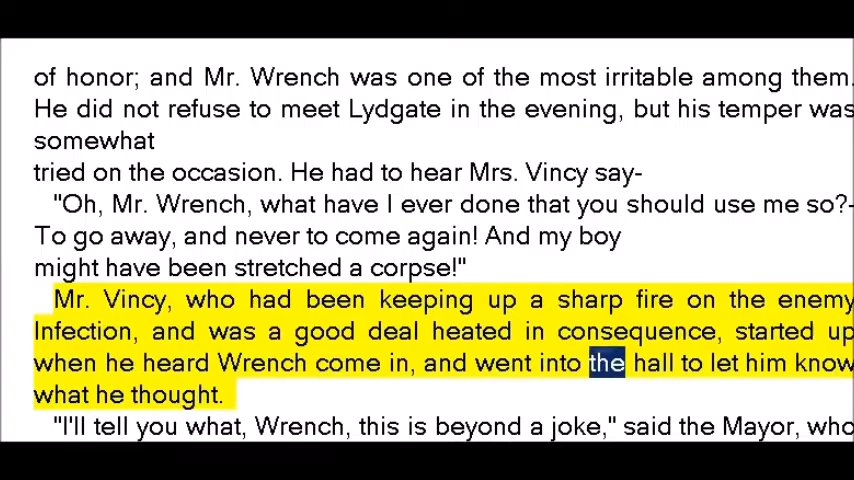 of honor; and Mr. Wrench was one of the most irritable among them.
He did not refuse to meet Lydgate in the evening, but his temper was
somewhat
tried on the occasion. He had to hear Mrs. Vincy say-
"Oh, Mr. Wrench, what have I ever done that you should use me so?-
To go away, and never to come again! And my boy
might have been stretched a corpse!"
Mr. Vincy, who had been keeping up a sharp fire on the enemy
Infection, and was a good deal heated in consequence, started up
when he heard Wrench come in, and went into the hall to let him know
what he thought.
"I'll tell you what, Wrench, this is beyond a joke," said the Mayor, who